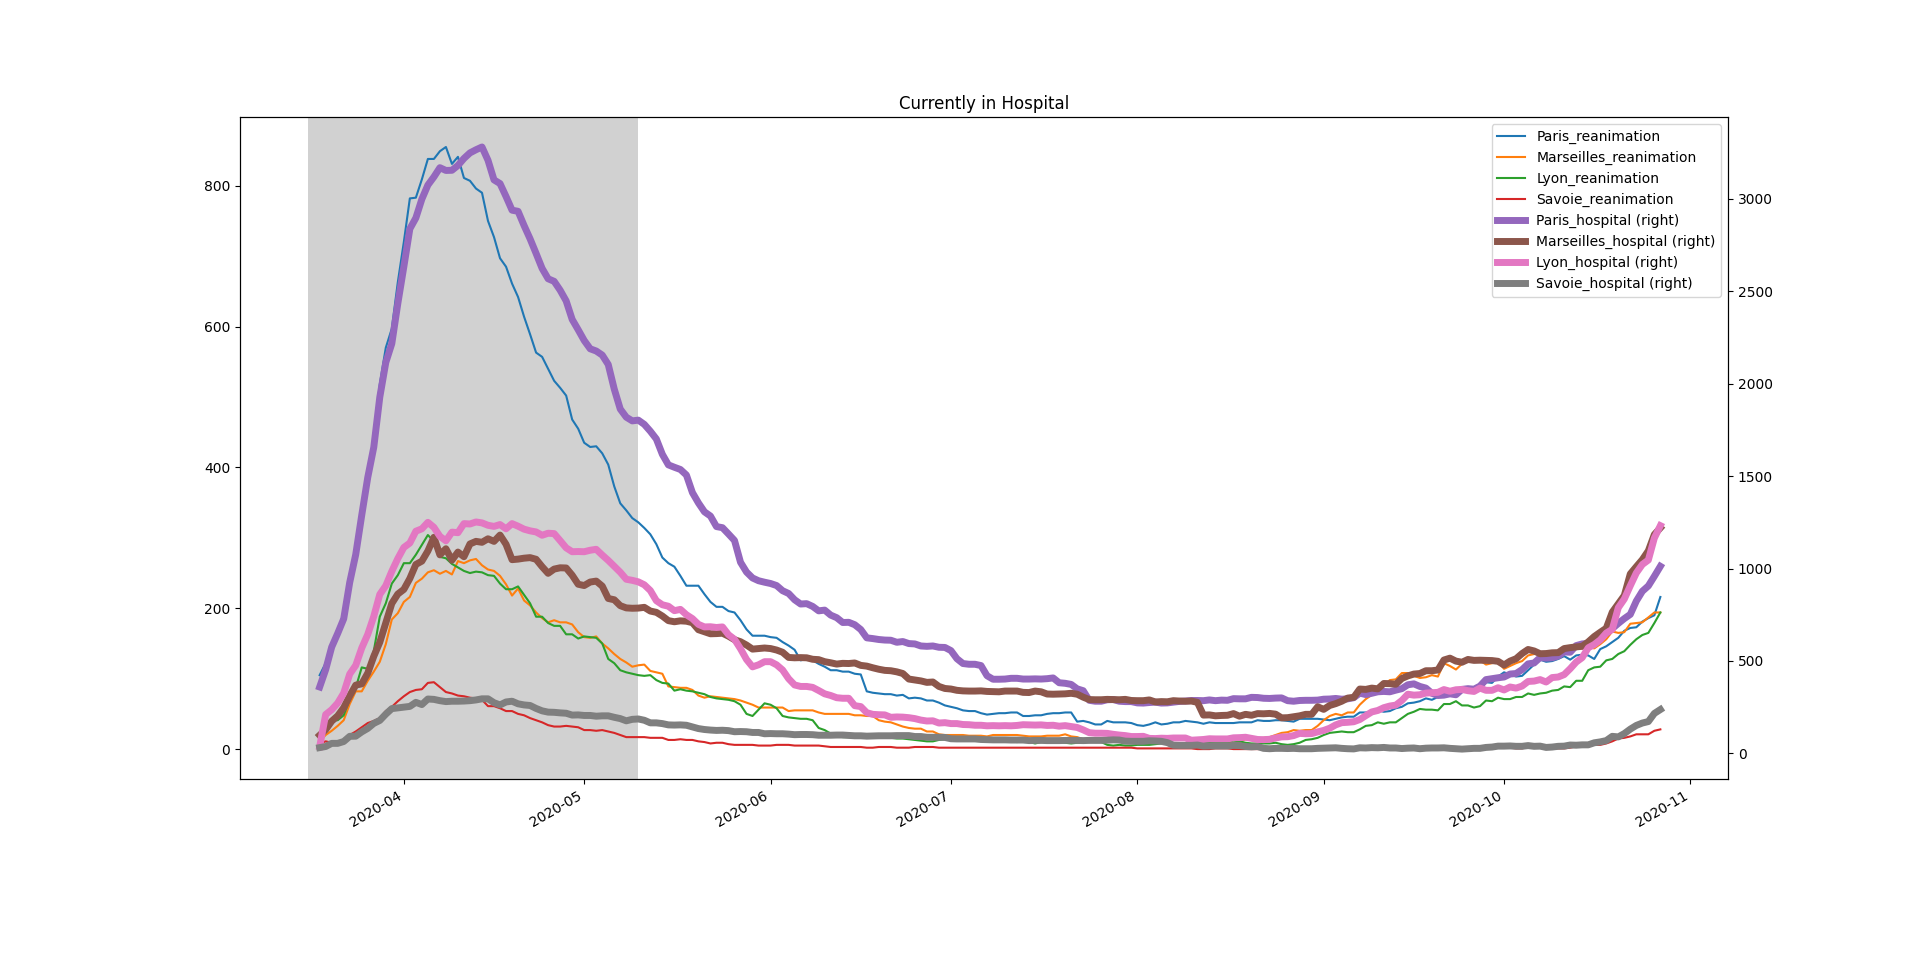 Currently in Hospital
Paris_reanimation
Marseilles_reanimation
Lyon_reanimation
Savoie_reanimation
Paris_hospital (right)
Marseilles_hospital (right)
Lyon_hospital (right)
Savoie_hospital (right)
800
600
400
200
0
3000
2500
2000
1500
1000
500
0
2020-04
2020-05
2020-06
2020-07
2020-08
2020-09
2020-10
2020-11